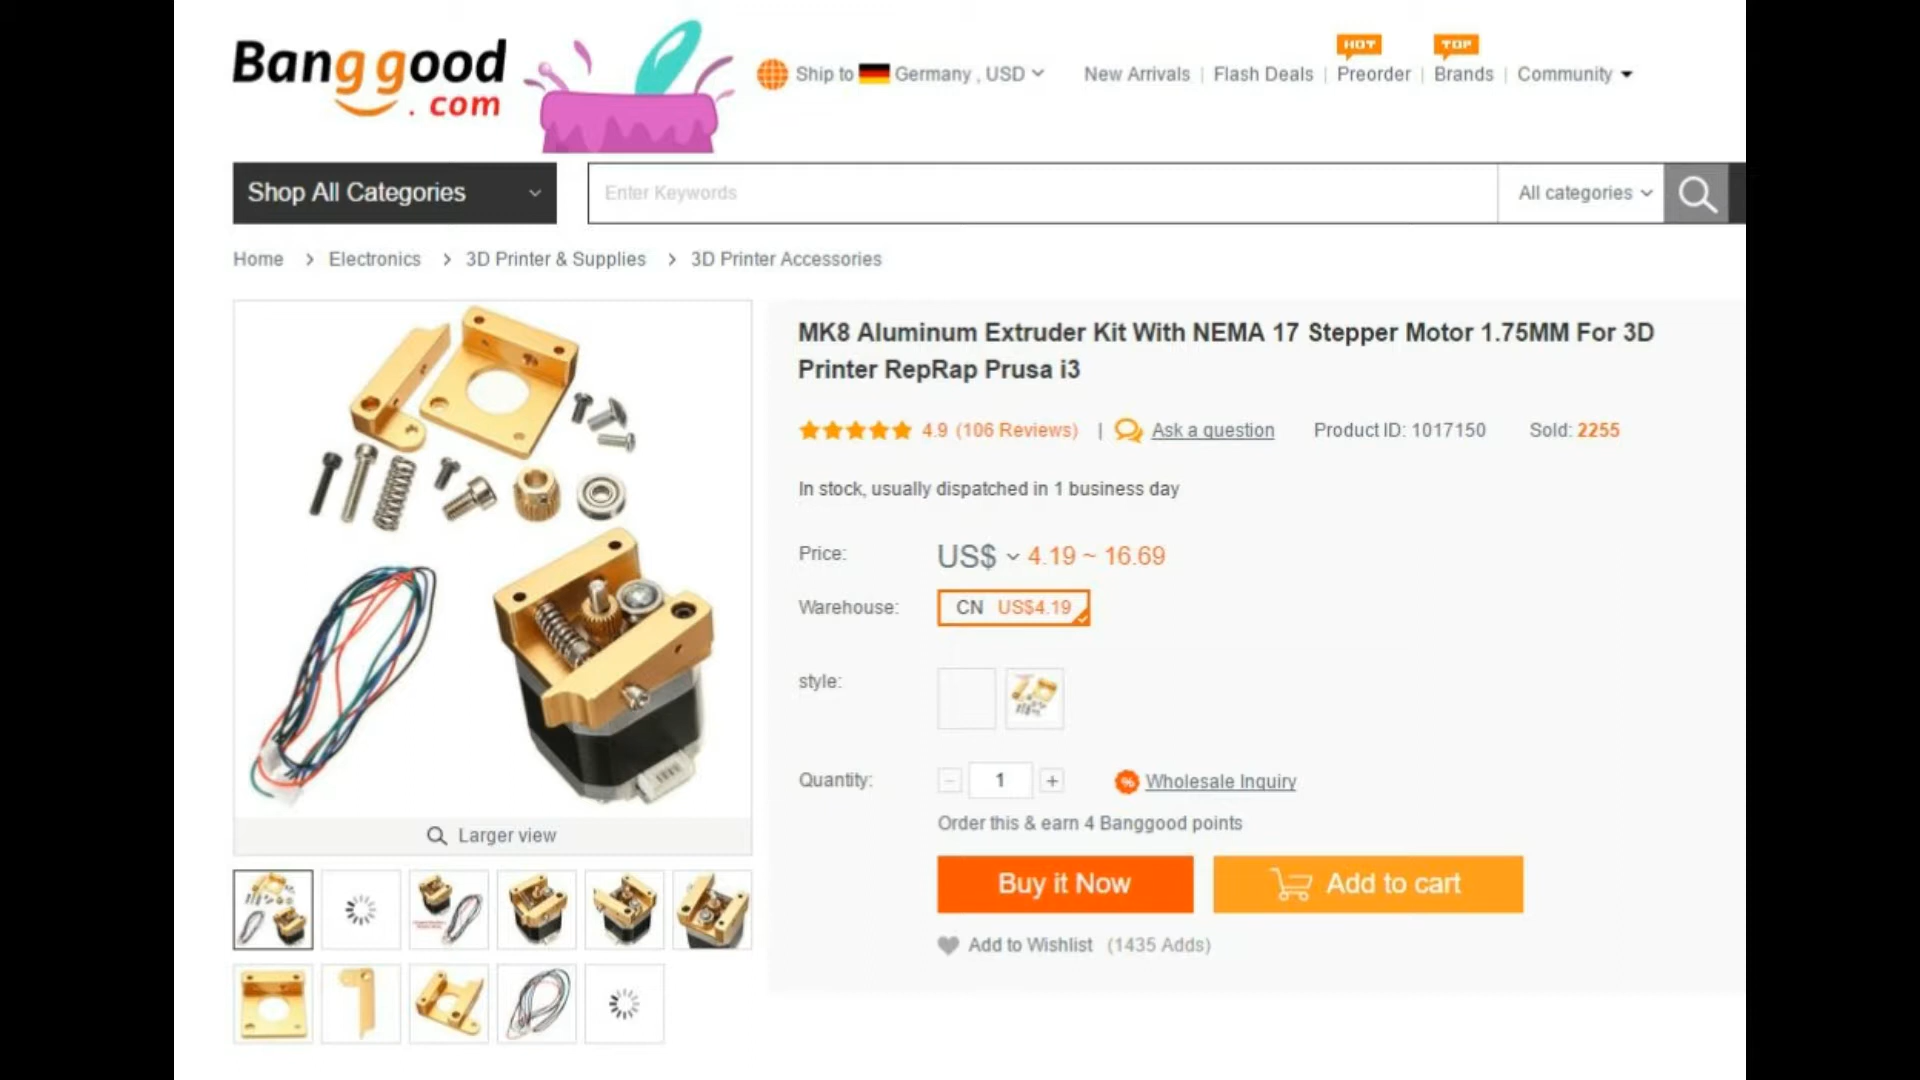 Banggood
.com
Ship to Germany , USD
New Arrivals | Flash Deals | Preorder | Brands | Community
HOT
TOP
Shop All Categories
Enter Keywords
All categories
Home > Electronics > 3D Printer & Supplies > 3D Printer Accessories
MK8 Aluminum Extruder Kit With NEMA 17 Stepper Motor 1.75MM For 3D
Printer RepRap Prusa i3
4.9 (106 Reviews) | Ask a question Product ID: 1017150 Sold: 2255
In stock, usually dispatched in 1 business day
Price: US$ 4.19 ~ 16.69
Warehouse: CN US$4.19
style:
Quantity: - 1 + % Wholesale Inquiry
Order this & earn 4 Banggood points
Buy it Now Add to cart
Add to Wishlist (1435 Adds)
Larger view